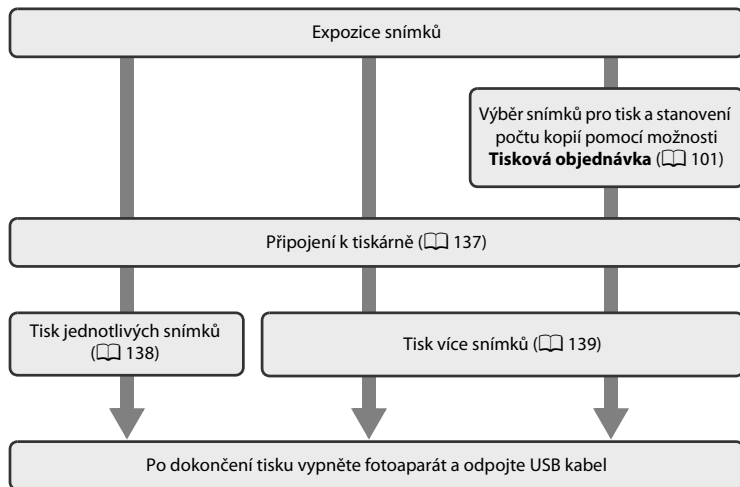 Expozice snímků
Výběr snímků pro tisk a stanovení
počtu kopií pomocí možnosti
Tisková objednávka (📖 101)
Připojení k tiskárně (📖 137)
Tisk jednotlivých snímků
(📖 138)
Tisk více snímků (📖 139)
Po dokončení tisku vypněte fotoaparát a odpojte USB kabel